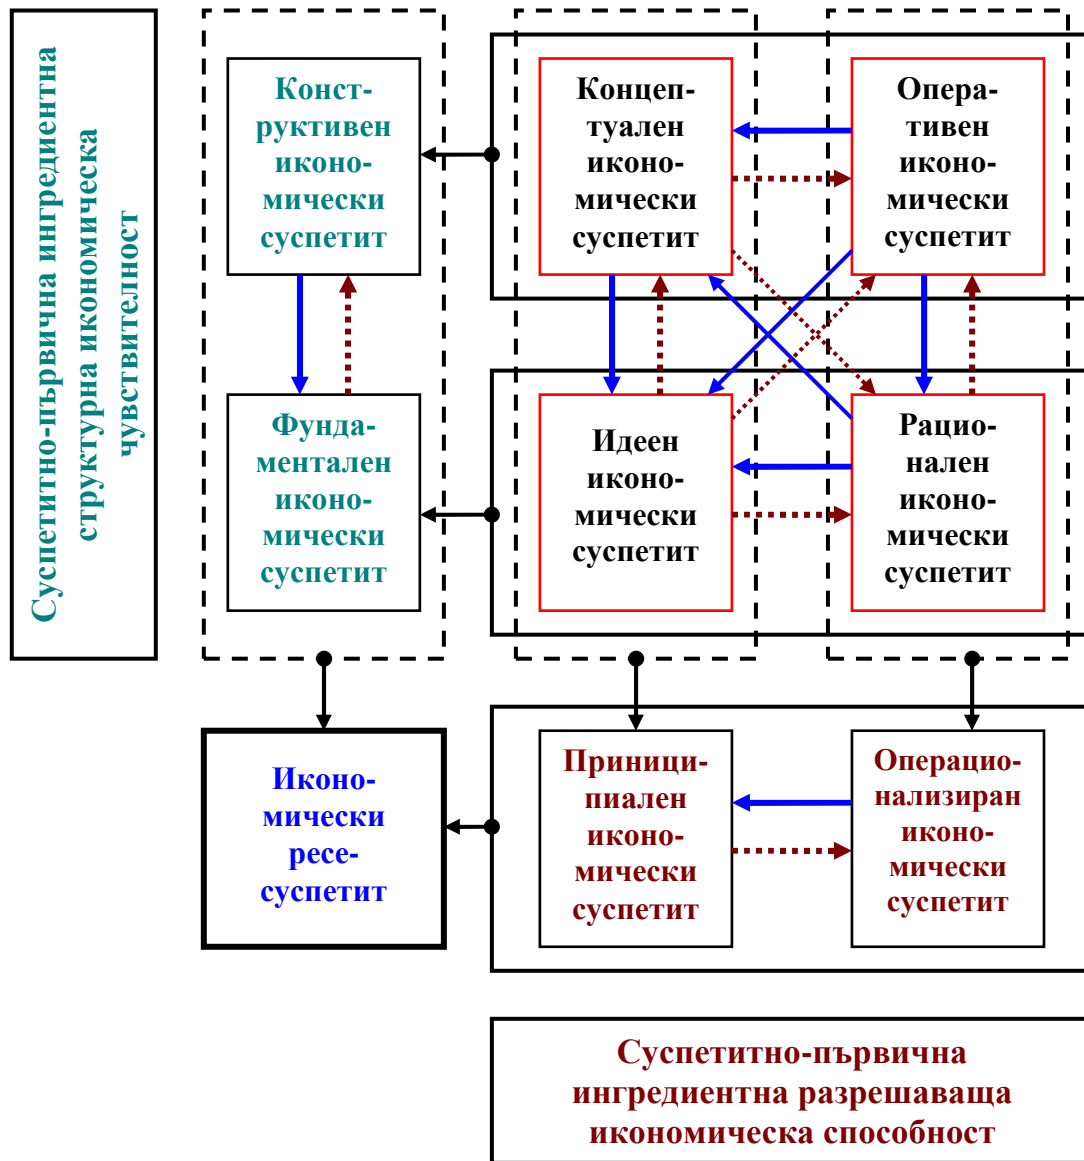 Суспетитно-първична ингредиентна
структурна икономическа
чувствителност
Конст-
руктивен
иконо-
мически
суспетит
Концеп-
туален
иконо-
мически
суспетит
Опера-
тивен
иконо-
мически
суспетит
Фунда-
ментален
иконо-
мически
суспетит
Идеен
иконо-
мически
суспетит
Рацио-
нален
иконо-
мически
суспетит
Иконо-
мически
ресе-
суспетит
Приници-
пиален
иконо-
мически
суспетит
Операцио-
нализиран
иконо-
мически
суспетит
Суспетитно-първична
ингредиентна разрешаваща
икономическа способност